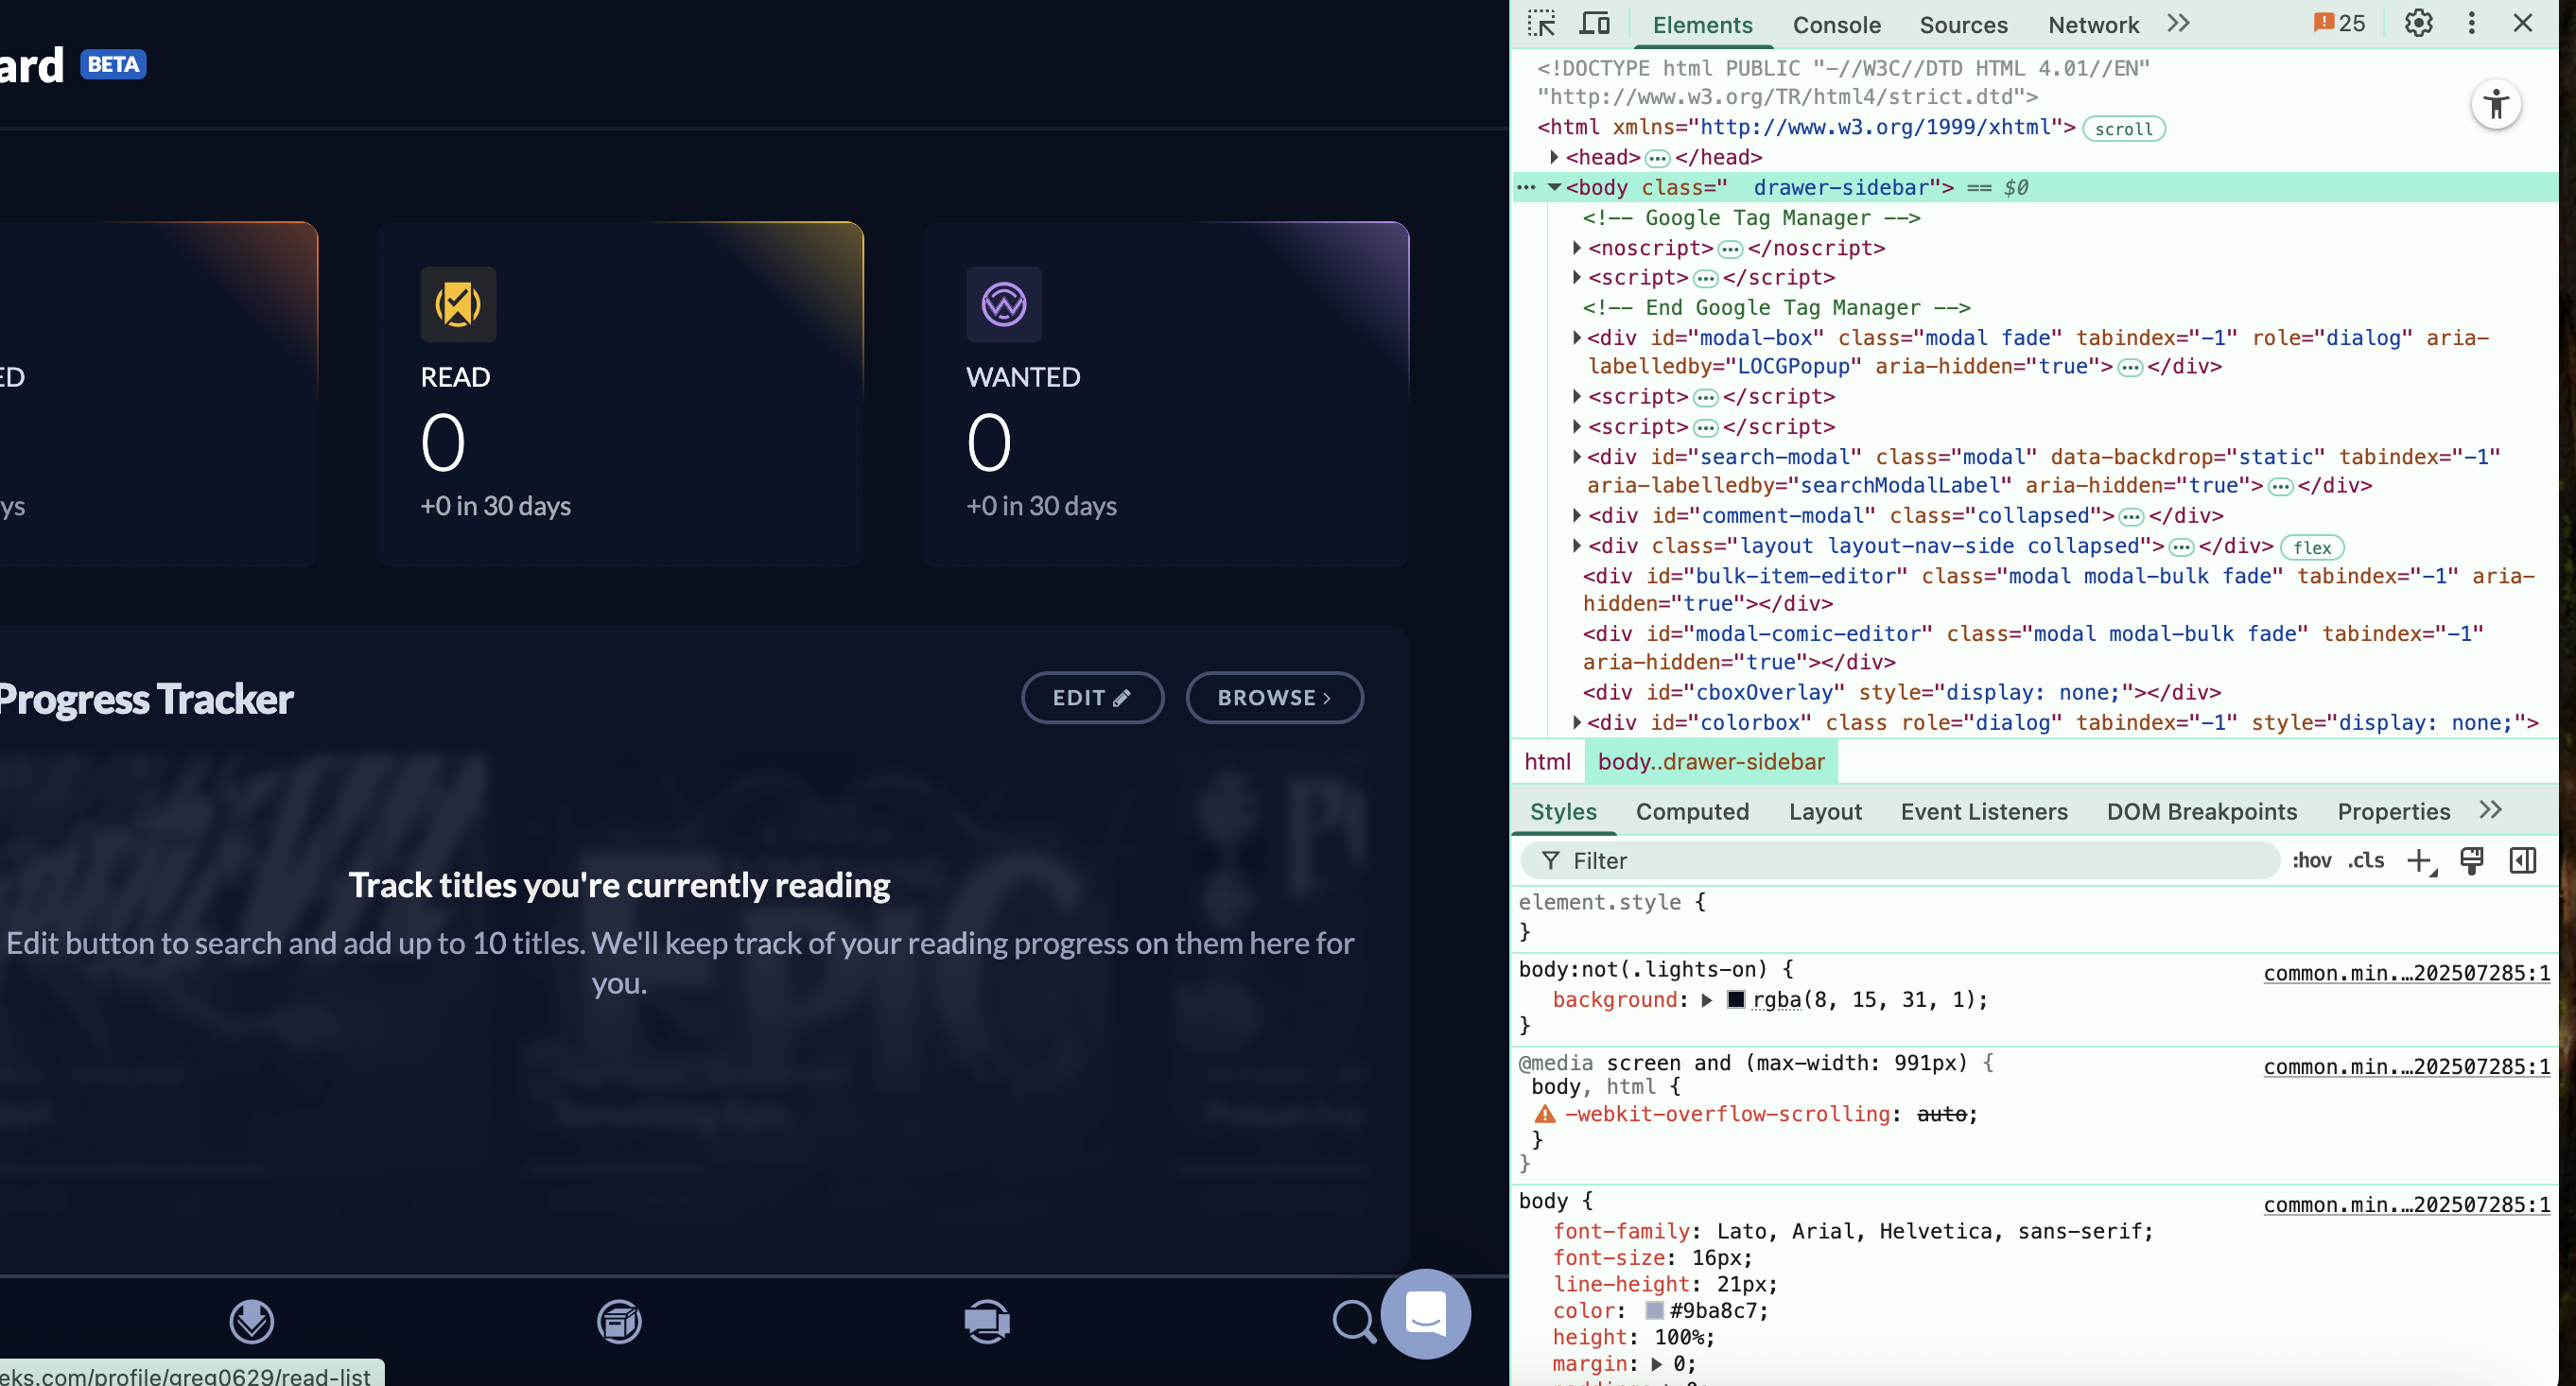 ard BETA
ED
ys
READ
0
+0 in 30 days
WANTED
0
+0 in 30 days
Progress Tracker
EDIT
BROWSE ›
Track titles you're currently reading
Edit button to search and add up to 10 titles. We'll keep track of your reading progress on them here for
you.
EPIC
Something Epic
Poison Ivy
eks.com/profile/greg0629/read-list
Elements Console Sources Network 25
<!DOCTYPE html PUBLIC "-//W3C//DTD HTML 4.01//EN"
"http://www.w3.org/TR/html4/strict.dtd">
<html xmlns="http://www.w3.org/1999/xhtml"> scroll
<head>…</head>
… <body class="  drawer-sidebar"> == $0
<!-- Google Tag Manager -->
<noscript>…</noscript>
<script>…</script>
<!-- End Google Tag Manager -->
<div id="modal-box" class="modal fade" tabindex="-1" role="dialog" aria-
labelledby="LOCGPopup" aria-hidden="true">…</div>
<script>…</script>
<script>…</script>
<div id="search-modal" class="modal" data-backdrop="static" tabindex="-1"
aria-labelledby="searchModalLabel" aria-hidden="true">…</div>
<div id="comment-modal" class="collapsed">…</div>
<div class="layout layout-nav-side collapsed">…</div> flex
<div id="bulk-item-editor" class="modal modal-bulk fade" tabindex="-1" aria-
hidden="true"></div>
<div id="modal-comic-editor" class="modal modal-bulk fade" tabindex="-1"
aria-hidden="true"></div>
<div id="cboxOverlay" style="display: none;"></div>
<div id="colorbox" class role="dialog" tabindex="-1" style="display: none;">
html body..drawer-sidebar
Styles Computed Layout Event Listeners DOM Breakpoints Properties
Filter :hov .cls
element.style {
}
body:not(.lights-on) { common.min.…202507285:1
background: rgba(8, 15, 31, 1);
}
@media screen and (max-width: 991px) { common.min.…202507285:1
body, html {
-webkit-overflow-scrolling: auto;
}
}
body { common.min.…202507285:1
font-family: Lato, Arial, Helvetica, sans-serif;
font-size: 16px;
line-height: 21px;
color: #9ba8c7;
height: 100%;
margin: 0;